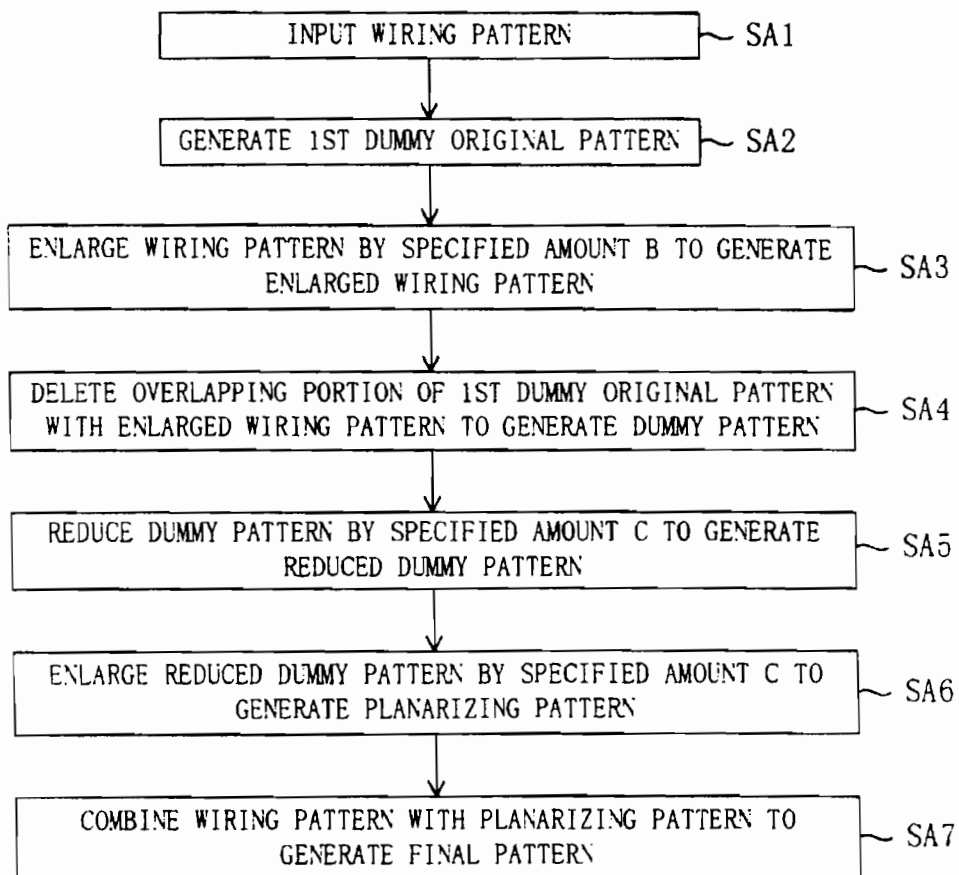 INPUT WIRING PATTERN
SA1
GENERATE 1ST DUMMY ORIGINAL PATTERN
SA2
ENLARGE WIRING PATTERN BY SPECIFIED AMOUNT B TO GENERATE
ENLARGED WIRING PATTERN
SA3
DELETE OVERLAPPING PORTION OF 1ST DUMMY ORIGINAL PATTERN
WITH ENLARGED WIRING PATTERN TO GENERATE DUMMY PATTERN
SA4
REDUCE DUMMY PATTERN BY SPECIFIED AMOUNT C TO GENERATE
REDUCED DUMMY PATTERN
SA5
ENLARGE REDUCED DUMMY PATTERN BY SPECIFIED AMOUNT C TO
GENERATE PLANARIZING PATTERN
SA6
COMBINE WIRING PATTERN WITH PLANARIZING PATTERN TO
GENERATE FINAL PATTERN
SA7